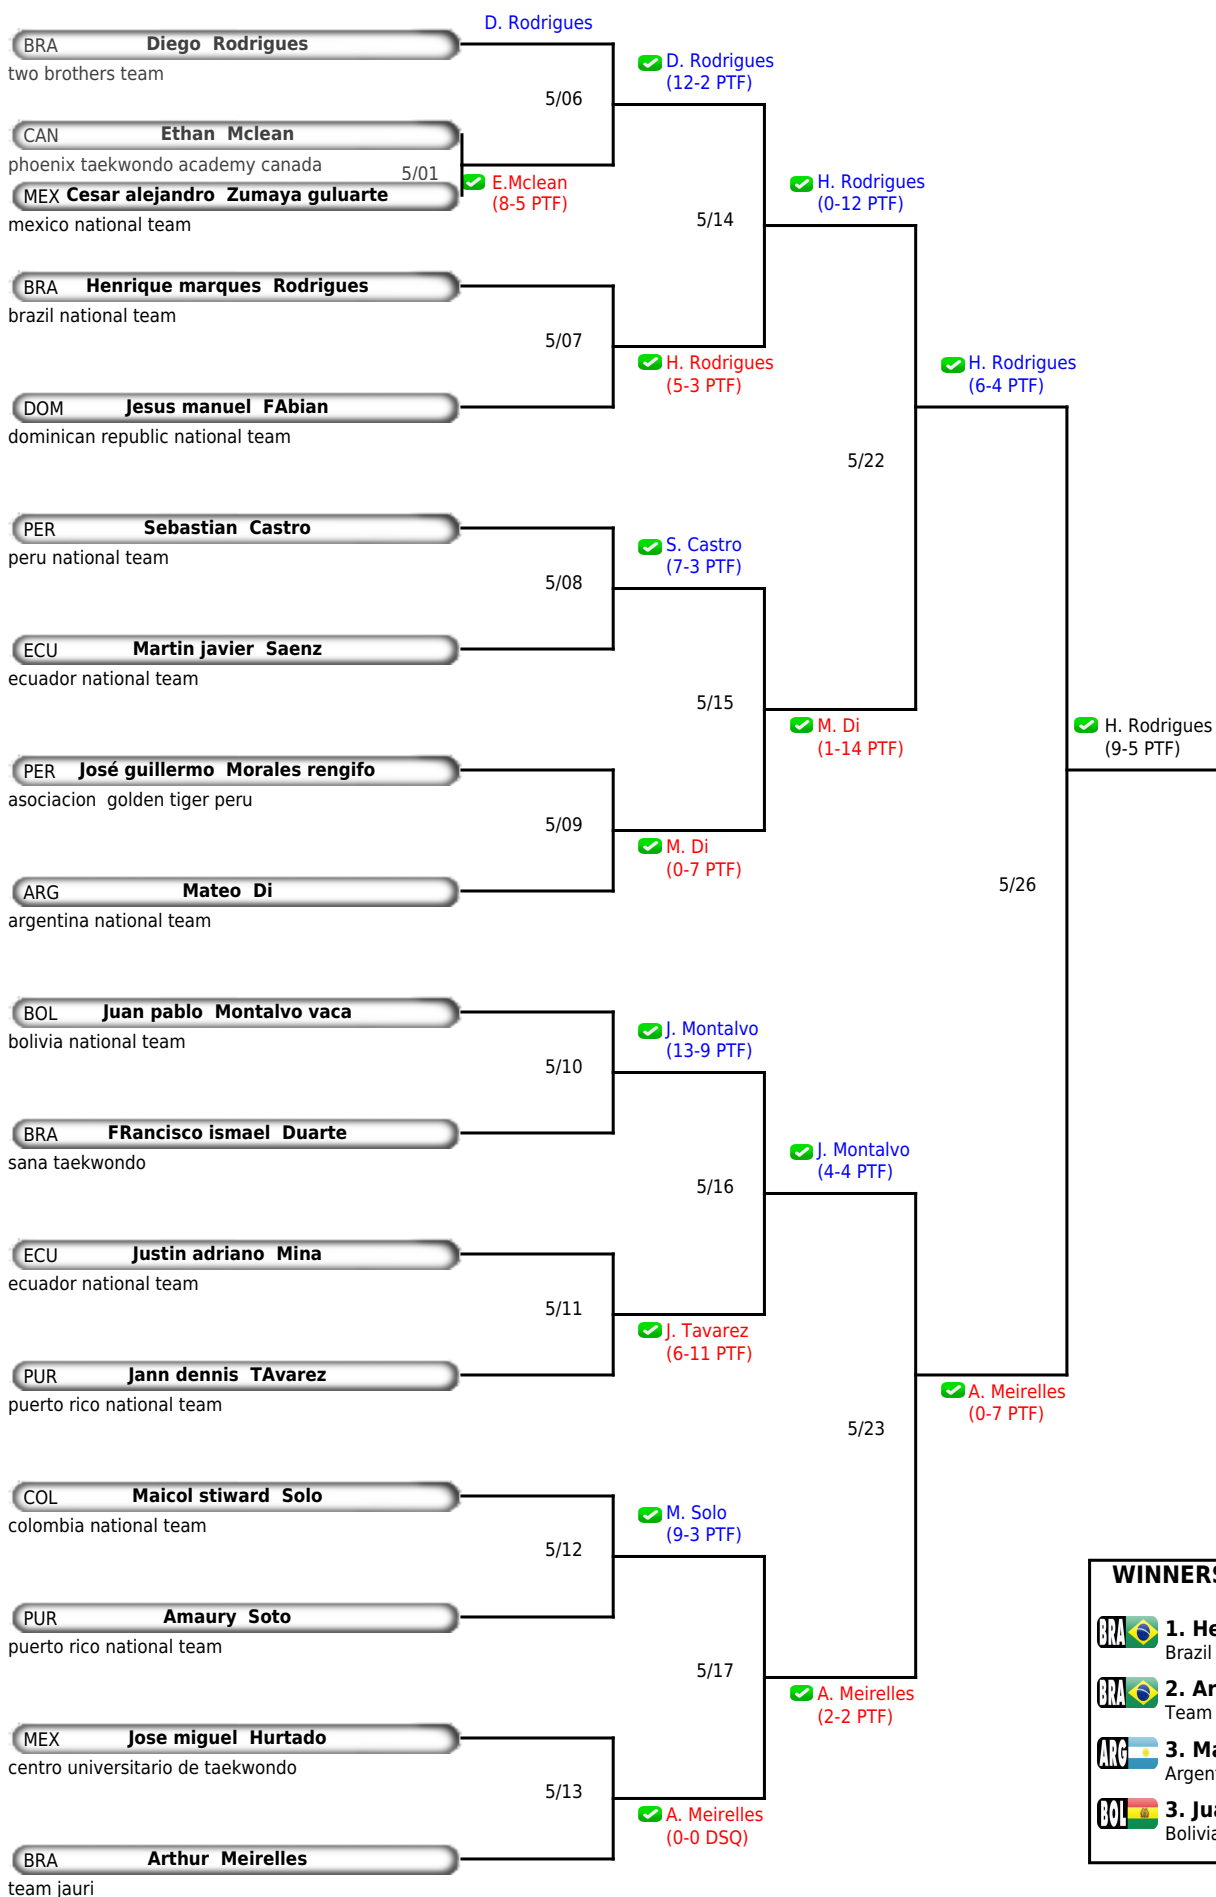 D. Rodrigues
BRA Diego Rodrigues
two brothers team
D. Rodrigues
(12-2 PTF)
5/06
CAN Ethan Mclean
phoenix taekwondo academy canada
5/01
E.Mclean
(8-5 PTF)
MEX Cesar alejandro Zumaya guluarte
mexico national team
H. Rodrigues
(0-12 PTF)
5/14
BRA Henrique marques Rodrigues
brazil national team
5/07
H. Rodrigues
(5-3 PTF)
H. Rodrigues
(6-4 PTF)
DOM Jesus manuel FAbian
dominican republic national team
5/22
PER Sebastian Castro
peru national team
S. Castro
(7-3 PTF)
5/08
ECU Martin javier Saenz
ecuador national team
5/15
M. Di
(1-14 PTF)
H. Rodrigues
(9-5 PTF)
PER José guillermo Morales rengifo
asociacion golden tiger peru
5/09
M. Di
(0-7 PTF)
ARG Mateo Di
argentina national team
5/26
BOL Juan pablo Montalvo vaca
bolivia national team
J. Montalvo
(13-9 PTF)
5/10
BRA FRancisco ismael Duarte
sana taekwondo
J. Montalvo
(4-4 PTF)
5/16
ECU Justin adriano Mina
ecuador national team
5/11
J. Tavarez
(6-11 PTF)
PUR Jann dennis TAvarez
puerto rico national team
A. Meirelles
(0-7 PTF)
5/23
COL Maicol stiward Solo
colombia national team
M. Solo
(9-3 PTF)
5/12
PUR Amaury Soto
puerto rico national team
5/17
A. Meirelles
(2-2 PTF)
MEX Jose miguel Hurtado
centro universitario de taekwondo
5/13
A. Meirelles
(0-0 DSQ)
BRA Arthur Meirelles
team jauri
WINNERS
BRA 1. He
Brazil
BRA 2. Ar
Team
ARG 3. Ma
Argent
BOL 3. Jua
Bolivia